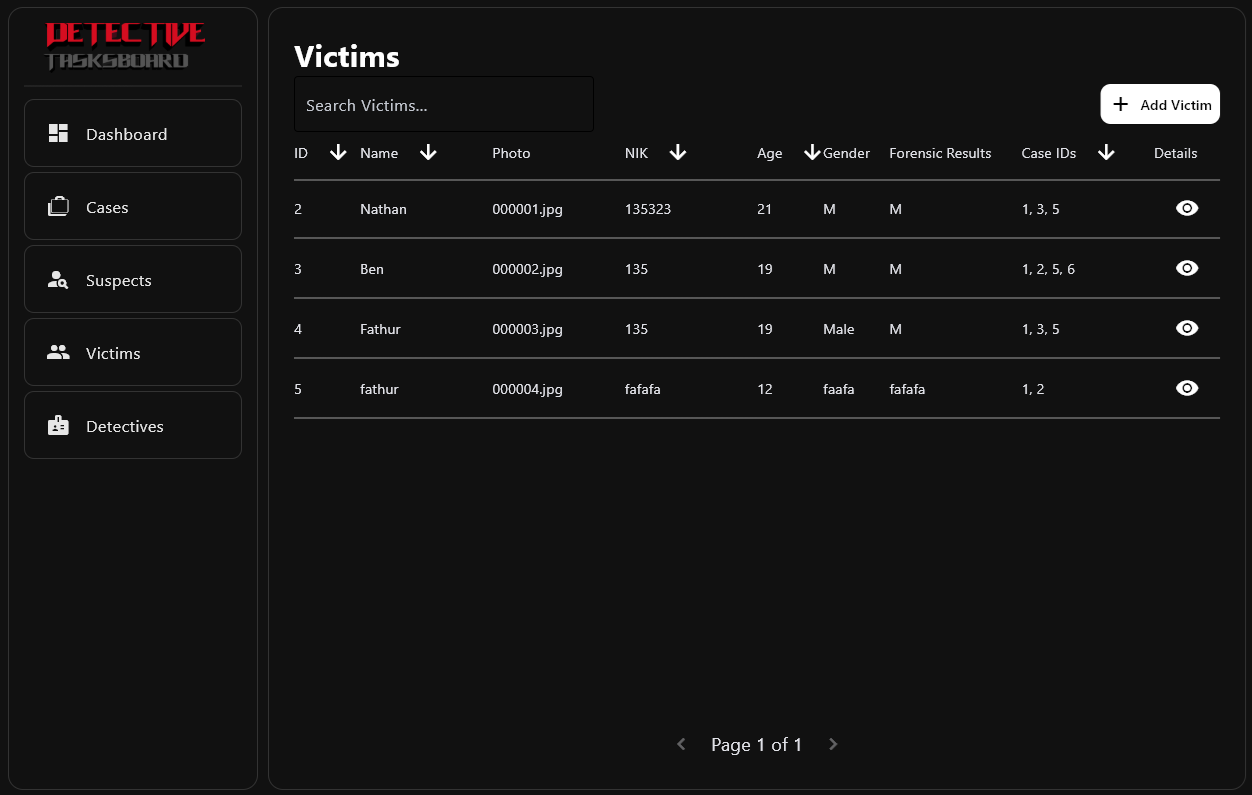 DETECTIVE
TASKSBOARD
Dashboard
Cases
Suspects
Victims
Detectives
Victims
Search Victims...
Add Victim
ID Name Photo NIK Age Gender Forensic Results Case IDs Details
2 Nathan 000001.jpg 135323 21 M M 1, 3, 5
3 Ben 000002.jpg 135 19 M M 1, 2, 5, 6
4 Fathur 000003.jpg 135 19 Male M 1, 3, 5
5 fathur 000004.jpg fafafa 12 faafa fafafa 1, 2
Page 1 of 1